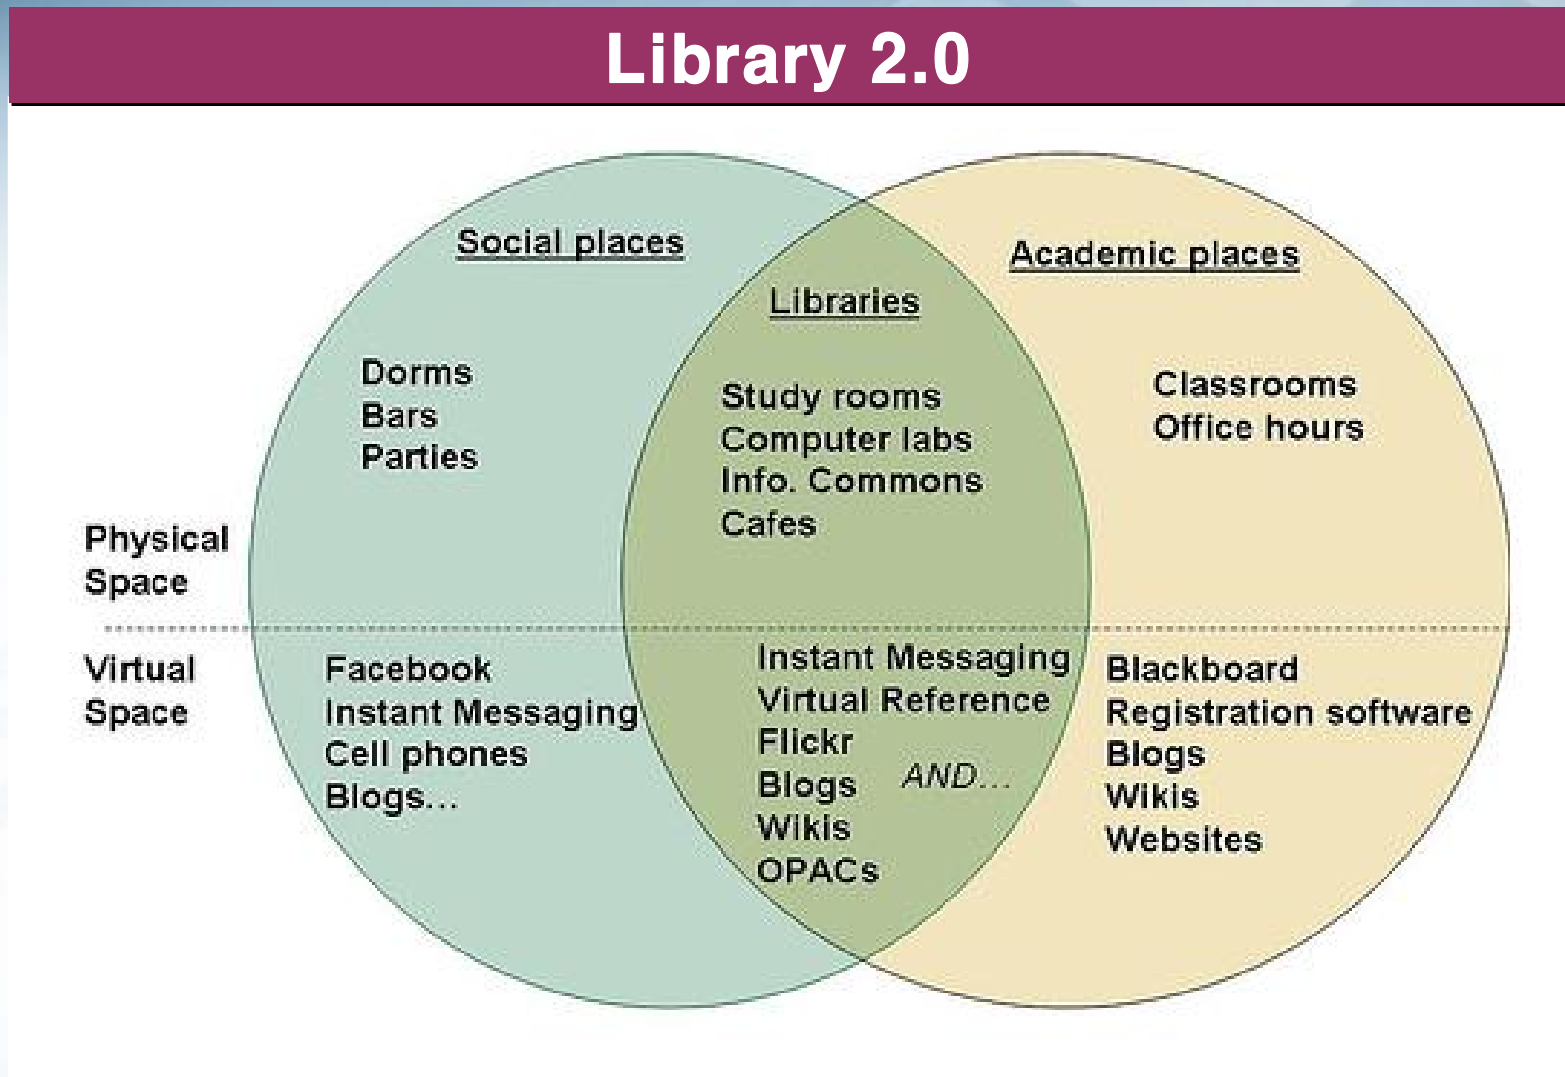 Library 2.0
Social places
Dorms
Bars
Parties
Libraries
Study rooms
Computer labs
Info. Commons
Cafes
Academic places
Classrooms
Office hours
Physical
Space
Virtual
Space
Facebook
Instant Messaging
Cell phones
Blogs...
Instant Messaging
Virtual Reference
Flickr
Blogs
AND...
Wikis
OPACs
Blackboard
Registration software
Blogs
Wikis
Websites